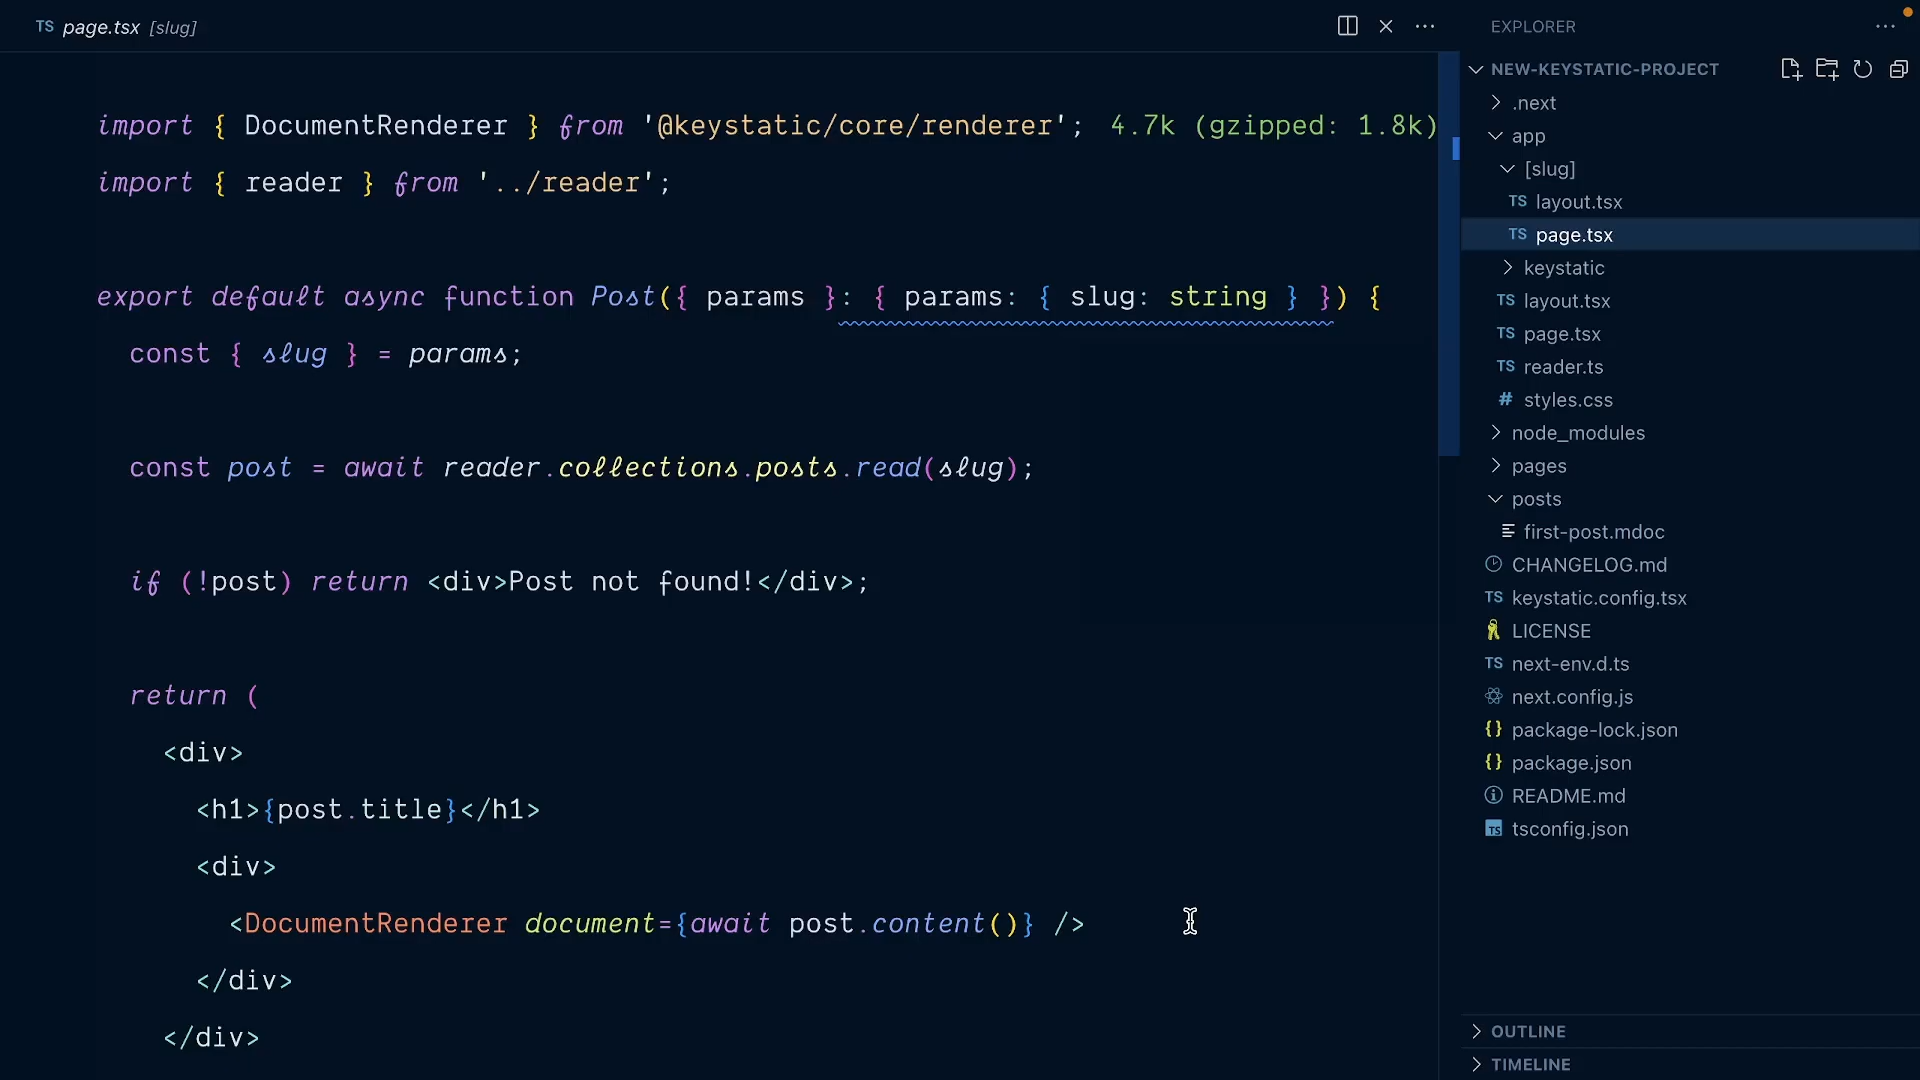 TS page.tsx [slug]
import { DocumentRenderer } from '@keystatic/core/renderer'; 4.7k (gzipped: 1.8k)
import { reader } from '../reader';
export default async function Post({ params }: { params: { slug: string } }) {
const { slug } = params;
const post = await reader.collections.posts.read(slug);
if (!post) return <div>Post not found!</div>;
return (
<div>
<h1>{post.title}</h1>
<div>
<DocumentRenderer document={await post.content()} />
</div>
</div>
EXPLORER
NEW-KEYSTATIC-PROJECT
.next
app
[slug]
TS layout.tsx
TS page.tsx
keystatic
TS layout.tsx
TS page.tsx
TS reader.ts
# styles.css
node_modules
pages
posts
first-post.mdoc
CHANGELOG.md
TS keystatic.config.tsx
LICENSE
TS next-env.d.ts
next.config.js
{} package-lock.json
{} package.json
README.md
TS tsconfig.json
OUTLINE
TIMELINE